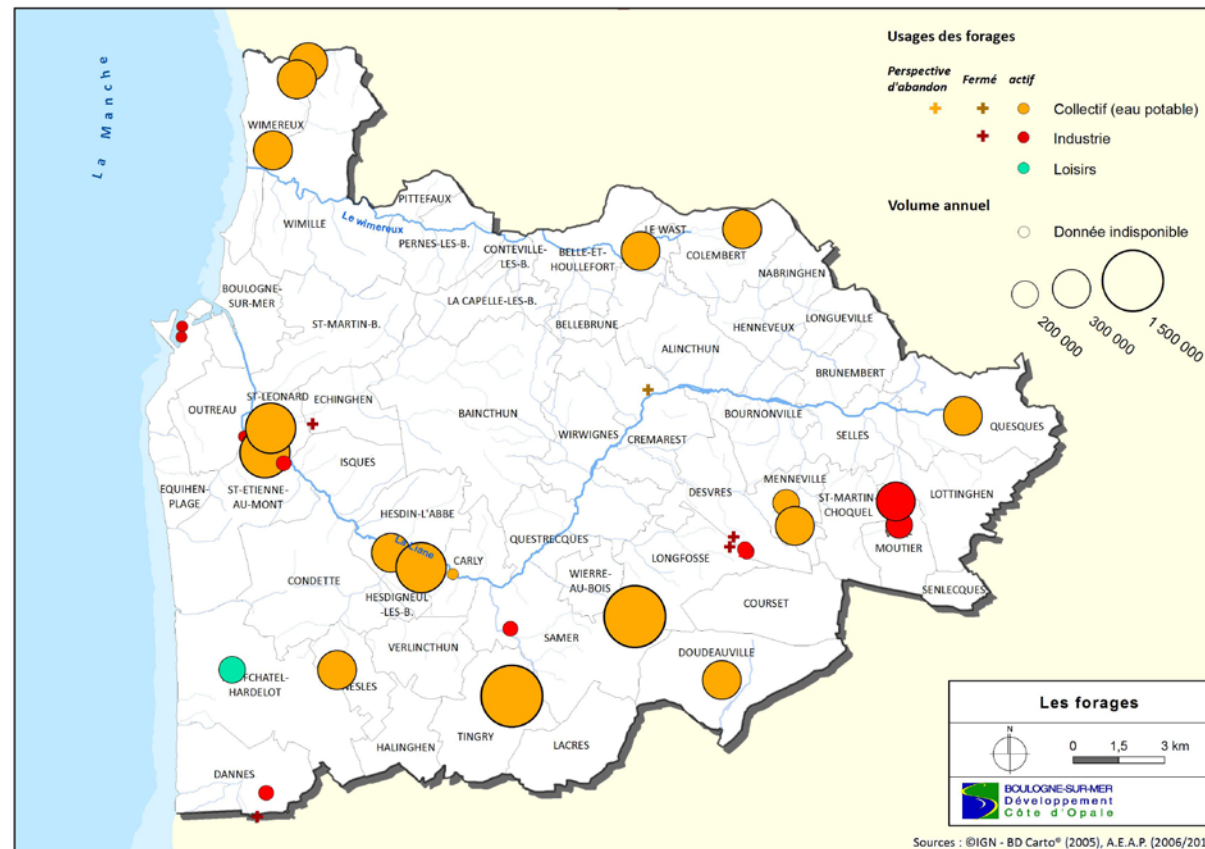 La Manche
Usages des forages
Perspective
d'abandon
Fermé
actif
Collectif (eau potable)
Industrie
Loisirs
Volume annuel
Donnée indisponible
200 000
300 000
1 500 000
WIMEREUX
PITTEFAUX
Le wimereux
WIMILLE
PERNES-LES-B.
CONTEVILLE-
LES-B.
BELLE-ET-
HOULLEFORT
LE WAST
COLEMBERT
NABRINGHEN
BOULOGNE-
SUR-MER
LA CAPELLE-LES-B.
ST-MARTIN-B.
BELLEBRUNE
HENNEVEUX
LONGUEVILLE
ALINCTHUN
BRUNEMBERT
ST-LEONARD
ECHINGHEN
OUTREAU
BAINCTHUN
BOURNONVILLE
WIRWIGNES
CREMAREST
SELLES
QUESQUES
ISQUES
EQUIHEN-
PLAGE
ST-ETIENNE-
AU-MONT
MENNEVILLE
DESVRES
ST-MARTIN-
CHOQUEL
LOTTINGHEN
HESDIN-L'ABBE
QUESTRECQUES
La Liane
CARLY
LONGFOSSE
MOUTIER
CONDETTE
WIERRE-
AU-BOIS
SENLECQUES
HESDIGNEUL
-LES-B.
COURSET
VERLINCTHUN
SAMER
DOUDEAUVILLE
FCHATEL-
HARDELOT
NESLES
TINGRY
HALINGHEN
LACRES
DANNES
Les forages
N
0 1,5 3 km
BOULOGNE-SUR-MER
Développement
Côte d'Opale
Sources : ©IGN - BD Carto® (2005), A.E.A.P. (2006/201